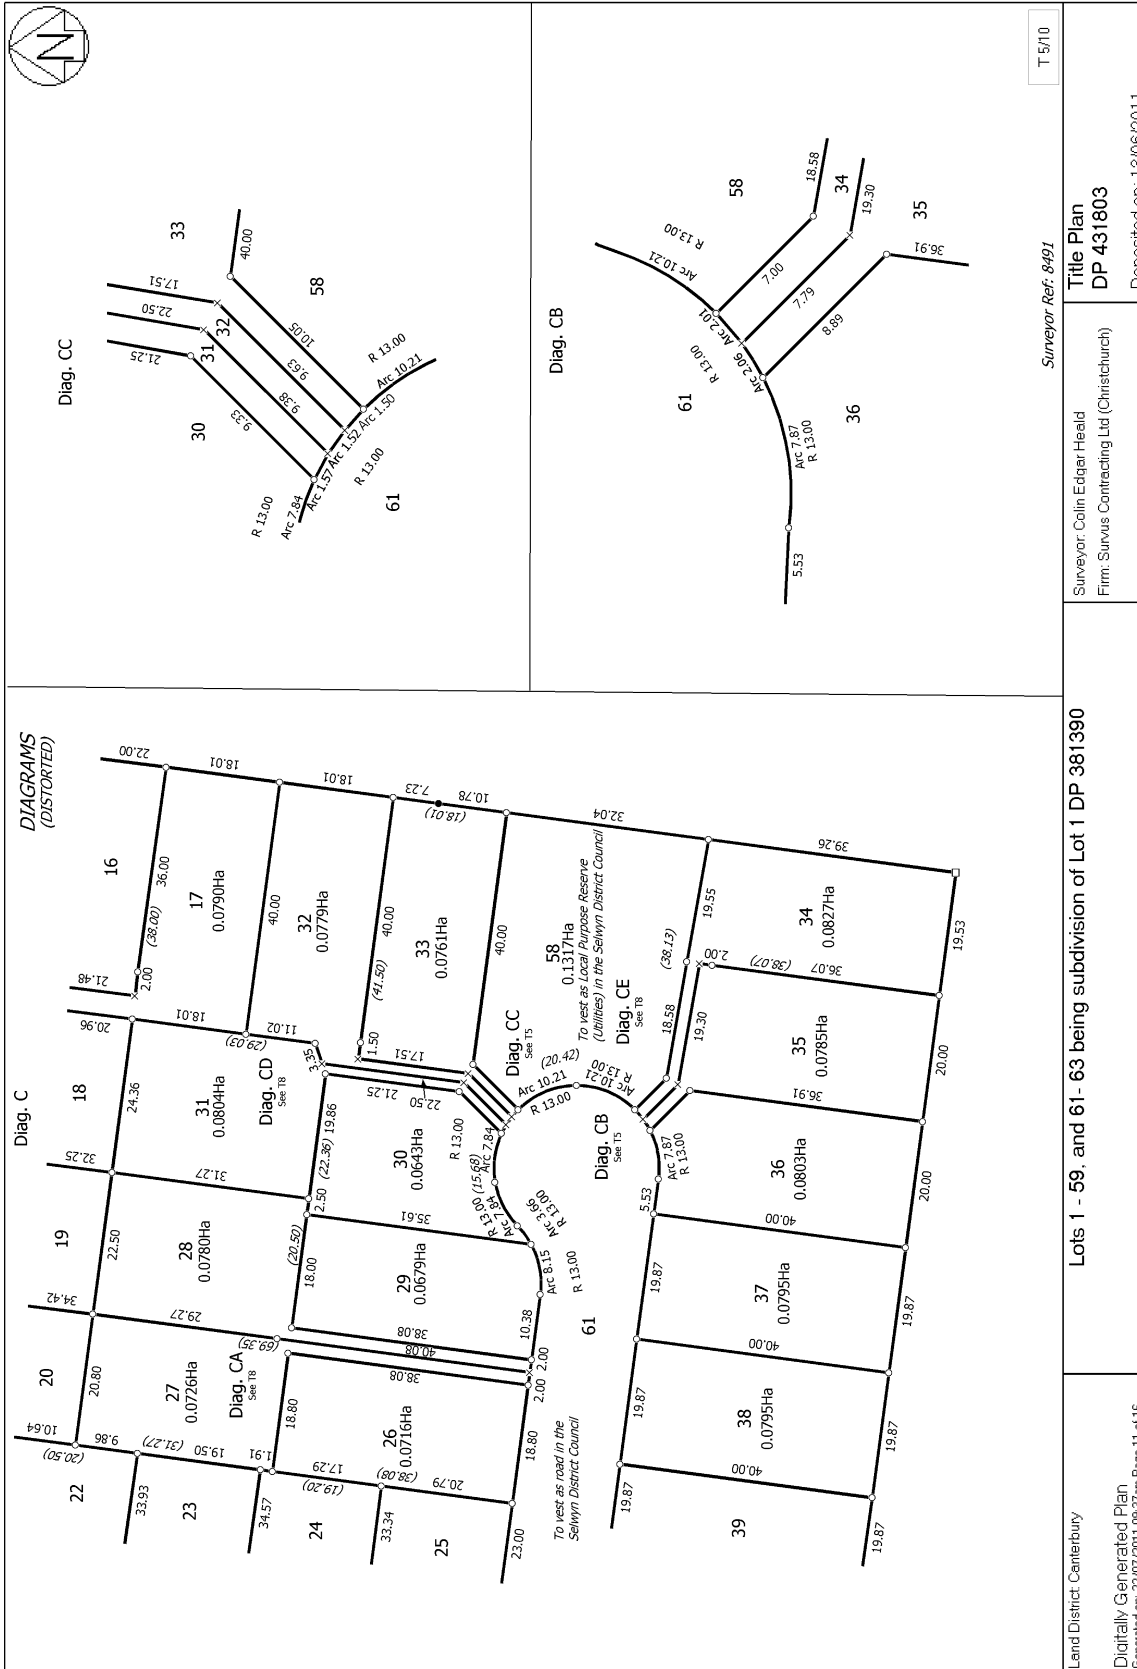 N
DIAGRAMS
(DISTORTED)
Diag. C
22
10.64
(20.50)
9.86
20
20.80
34.42
19
22.50
32.25
18
24.36
20.96
21.48
16
22.00
2.00
36.00
(38.00)
17
0.0790Ha
18.01
33.93
23
(31.27)
19.50
34.57
1.91
27
0.0726Ha
Diag. CA
See T8
29.27
(69.35)
28
0.0780Ha
31.27
31
0.0804Ha
18.01
(29.03)
11.02
3.35
Diag. CD
See T8
40.00
32
0.0779Ha
18.01
24
17.29
(19.20)
18.80
(38.08)
33.34
25
20.79
26
0.0716Ha
38.08
40.08
38.08
(20.50)
18.00
2.50
(22.36)
19.86
29
0.0679Ha
35.61
30
0.0643Ha
21.25
22.50
17.51
1.50
40.00
(41.50)
33
0.0761Ha
7.23
(18.01)
10.78
40.00
23.00
18.80
2.00
2.00
10.38
Arc 8.15
R 13.00
Arc 3.66
R 13.00
R 13.00 (15.68)
Arc 7.84
Arc 7.84
R 13.00
Diag. CC
See T5
Arc 10.21
R 13.00
(20.42)
Arc 10.21
R 13.00
Diag. CB
See T5
Arc 7.87
R 13.00
5.53
58
0.1317Ha
To vest as Local Purpose Reserve
(Utilities) in the Selwyn District Council
Diag. CE
See T8
32.04
To vest as road in the
Selwyn District Council
61
19.87
19.87
19.87
18.58
19.30
(38.13)
19.55
2.00
(38.07)
36.07
39.26
39
40.00
38
0.0795Ha
40.00
37
0.0795Ha
40.00
36
0.0803Ha
36.91
35
0.0785Ha
34
0.0827Ha
19.87
19.87
19.87
20.00
20.00
19.53
Diag. CC
30
21.25
31
22.50
32
17.51
33
40.00
58
9.33
9.38
9.63
10.05
R 13.00
Arc 7.84
Arc 1.57
Arc 1.52
Arc 1.50
Arc 10.21
R 13.00
R 13.00
61
Diag. CB
61
R 13.00
Arc 10.21
58
18.58
34
19.30
35
36.91
7.00
7.79
8.89
Arc 2.01
Arc 2.06
R 13.00
Arc 7.87
R 13.00
36
5.53
T 5/10
Surveyor Ref: 8491
Land District: Canterbury
Digitally Generated Plan
Generated on: 22/07/2011 09:27am Page 11 of 16
Lots 1 - 59, and 61- 63 being subdivision of Lot 1 DP 381390
Surveyor: Colin Edgar Heald
Firm: Survus Contracting Ltd (Christchurch)
Title Plan
DP 431803